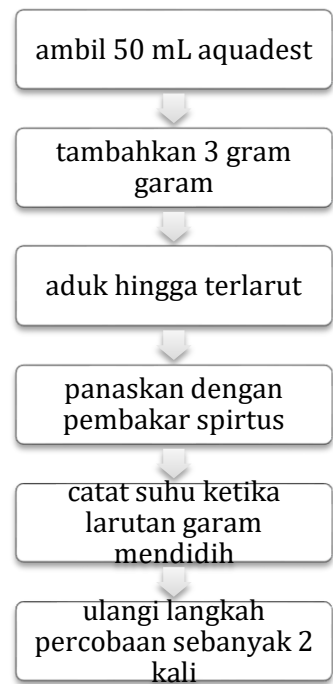 ambil 50 mL aquadest
tambahkan 3 gram
garam
aduk hingga terlarut
panaskan dengan
pembakar spirtus
catat suhu ketika
larutan garam
mendidih
ulangi langkah
percobaan sebanyak 2
kali